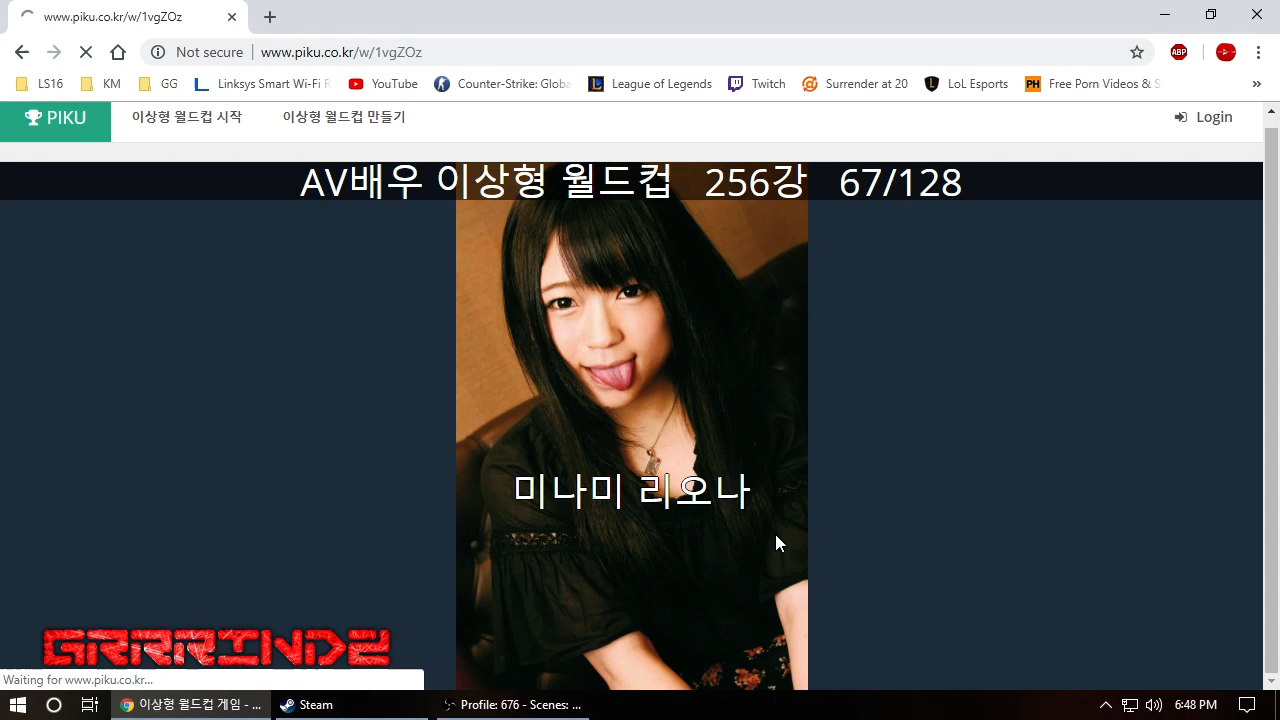 www.piku.co.kr/w/1vgZOz
Not secure www.piku.co.kr/w/1vgZOz ABP
LS16 KM GG Linksys Smart Wi-Fi YouTube Counter-Strike: Globa League of Legends Twitch Surrender at 20 LoL Esports PH Free Porn Videos & S
PIKU 이상형 월드컵 시작 이상형 월드컵 만들기 Login
AV배우 이상형 월드컵 256강 67/128
미나미 리오나
GRRRINDZ
Waiting for www.piku.co.kr...
이상형 월드컵 게임 - ... Steam Profile: 676 - Scenes: ... 6:48 PM